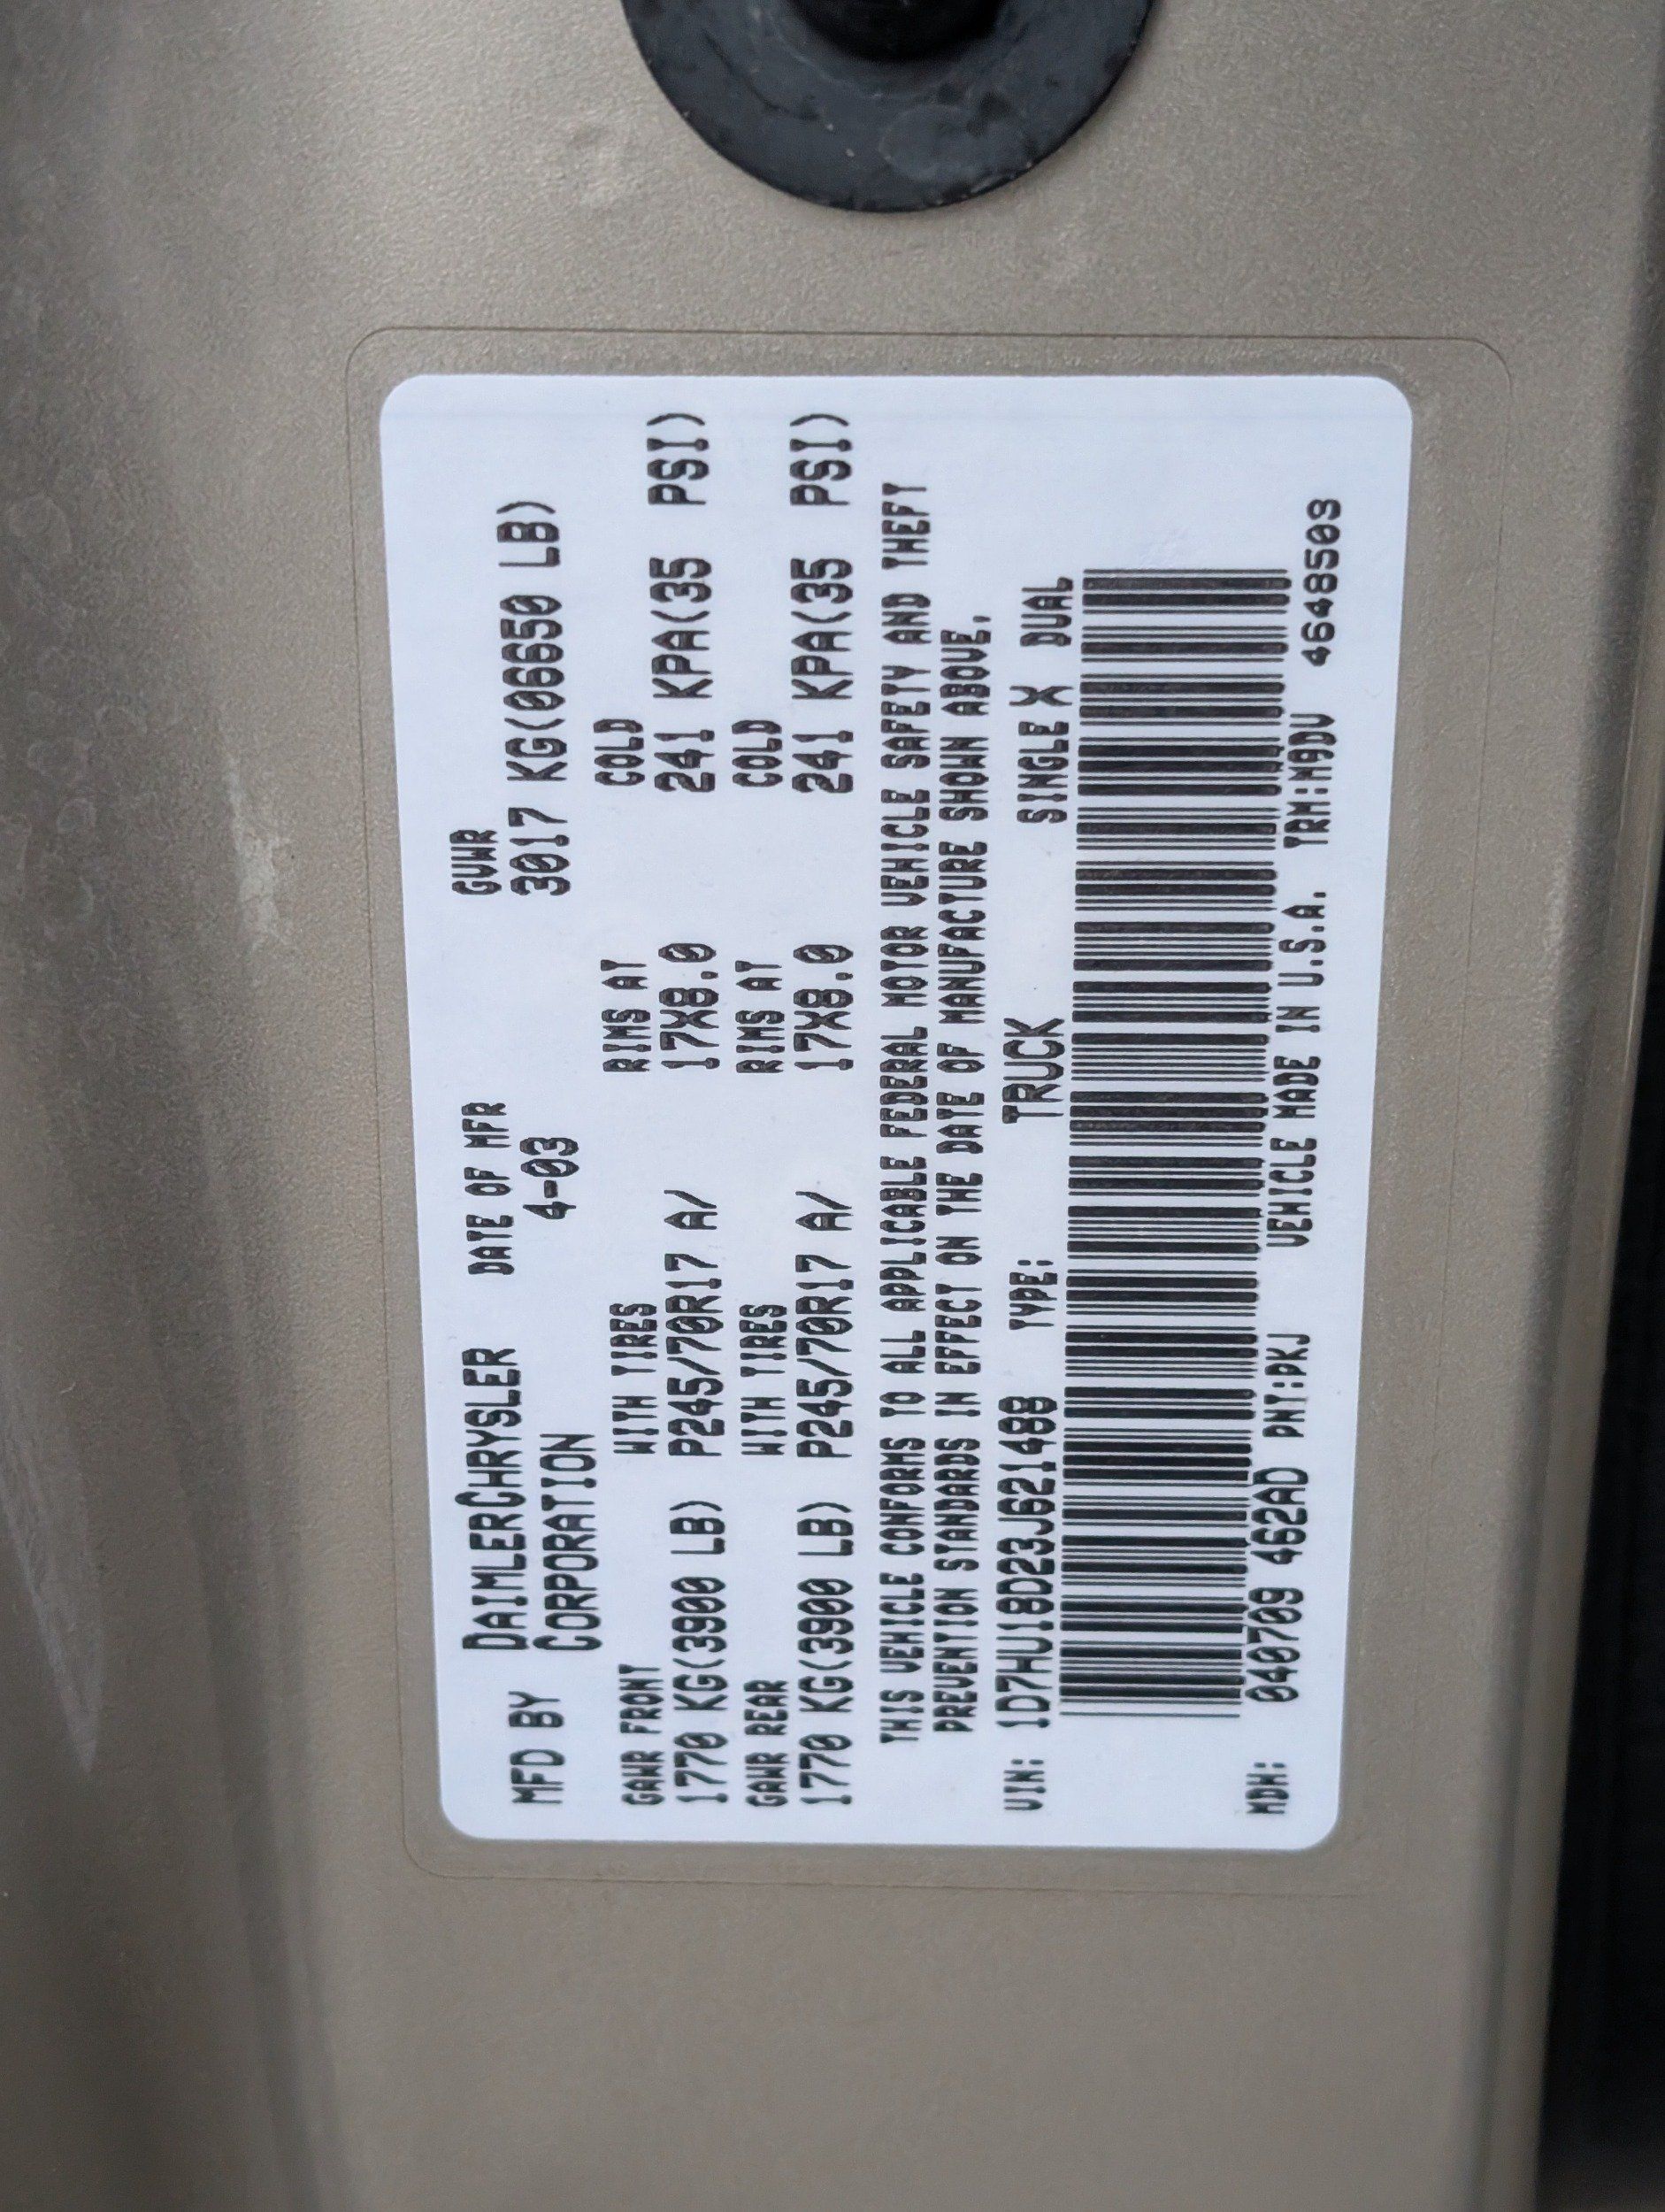 MFD BY DAIMLERCHRYSLER CORPORATION
DATE OF MFR GVWR
4-03 3017 KG(06650 LB)
GAWR FRONT WITH TIRES RIMS AT COLD
1770 KG(3900 LB) P245/70R17 A/ 17X8.0 241 KPA(35 PSI)
GAWR REAR WITH TIRES RIMS AT COLD
1770 KG(3900 LB) P245/70R17 A/ 17X8.0 241 KPA(35 PSI)
THIS VEHICLE CONFORMS TO ALL APPLICABLE FEDERAL MOTOR VEHICLE SAFETY AND THEFT
PREVENTION STANDARDS IN EFFECT ON THE DATE OF MANUFACTURE SHOWN ABOVE.
VIN: 1D7HU18D23J621488 TYPE: TRUCK SINGLE X DUAL
MDH: 040709 462AD PNT:PKJ VEHICLE MADE IN U.S.A. TRM:M9DV 4648503